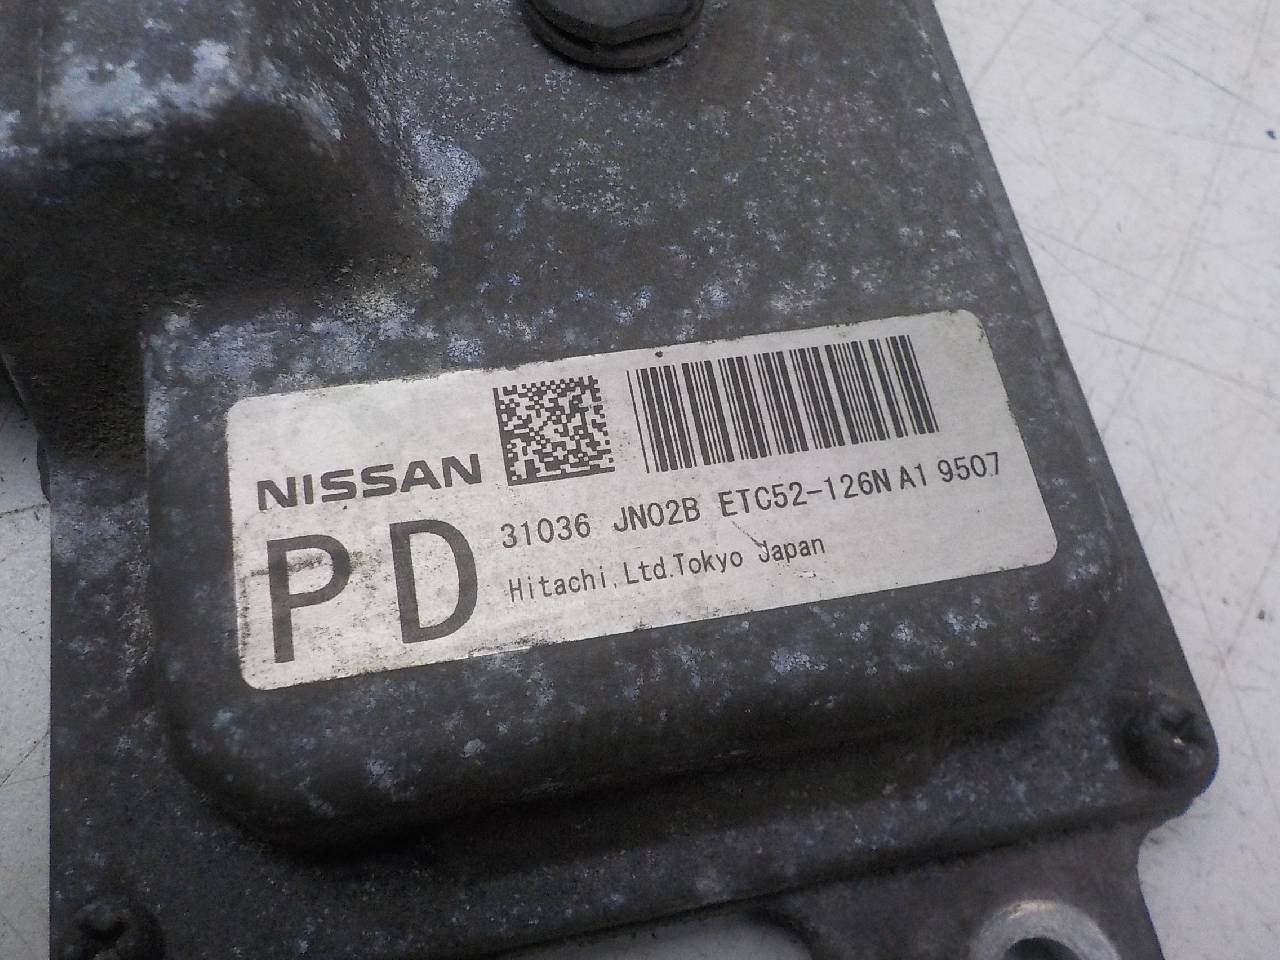 NISSAN
PD
31036 JN02B ETC52-126N A1 9507
Hitachi.Ltd.Tokyo Japan